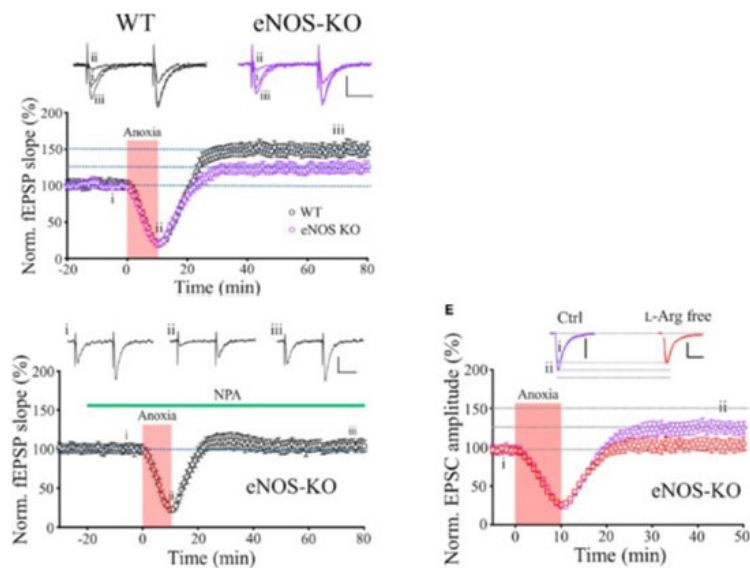 WT eNOS-KO
ii ii
i i
iii iii
200
150
100
50
0
Norm. fEPSP slope (%)
Anoxia
iii
i
ii
WT
eNOS KO
-20 0 20 40 60 80
Time (min)
i ii iii
200
150
100
50
0
Norm. fEPSP slope (%)
NPA
Anoxia
i
ii
iii
eNOS-KO
-20 0 20 40 60 80
Time (min)
E
Ctrl L-Arg free
i
ii
200
150
100
50
0
Norm. EPSC amplitude (%)
Anoxia
ii
i
eNOS-KO
0 10 20 30 40 50
Time (min)